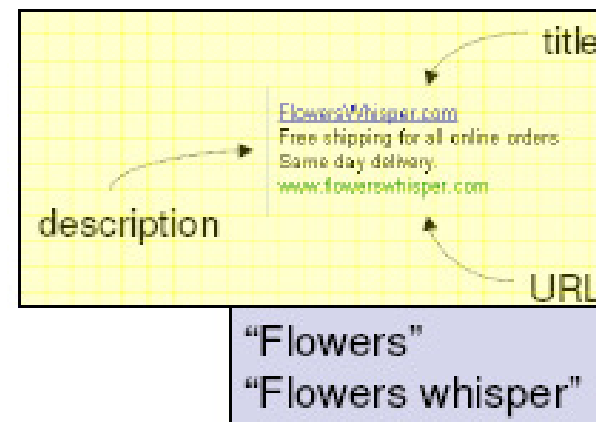 title
FlowersWhisper.com
Free shipping for all online orders
Same day delivery.
www.flowerswhisper.com
description
URL
“Flowers”
“Flowers whisper”